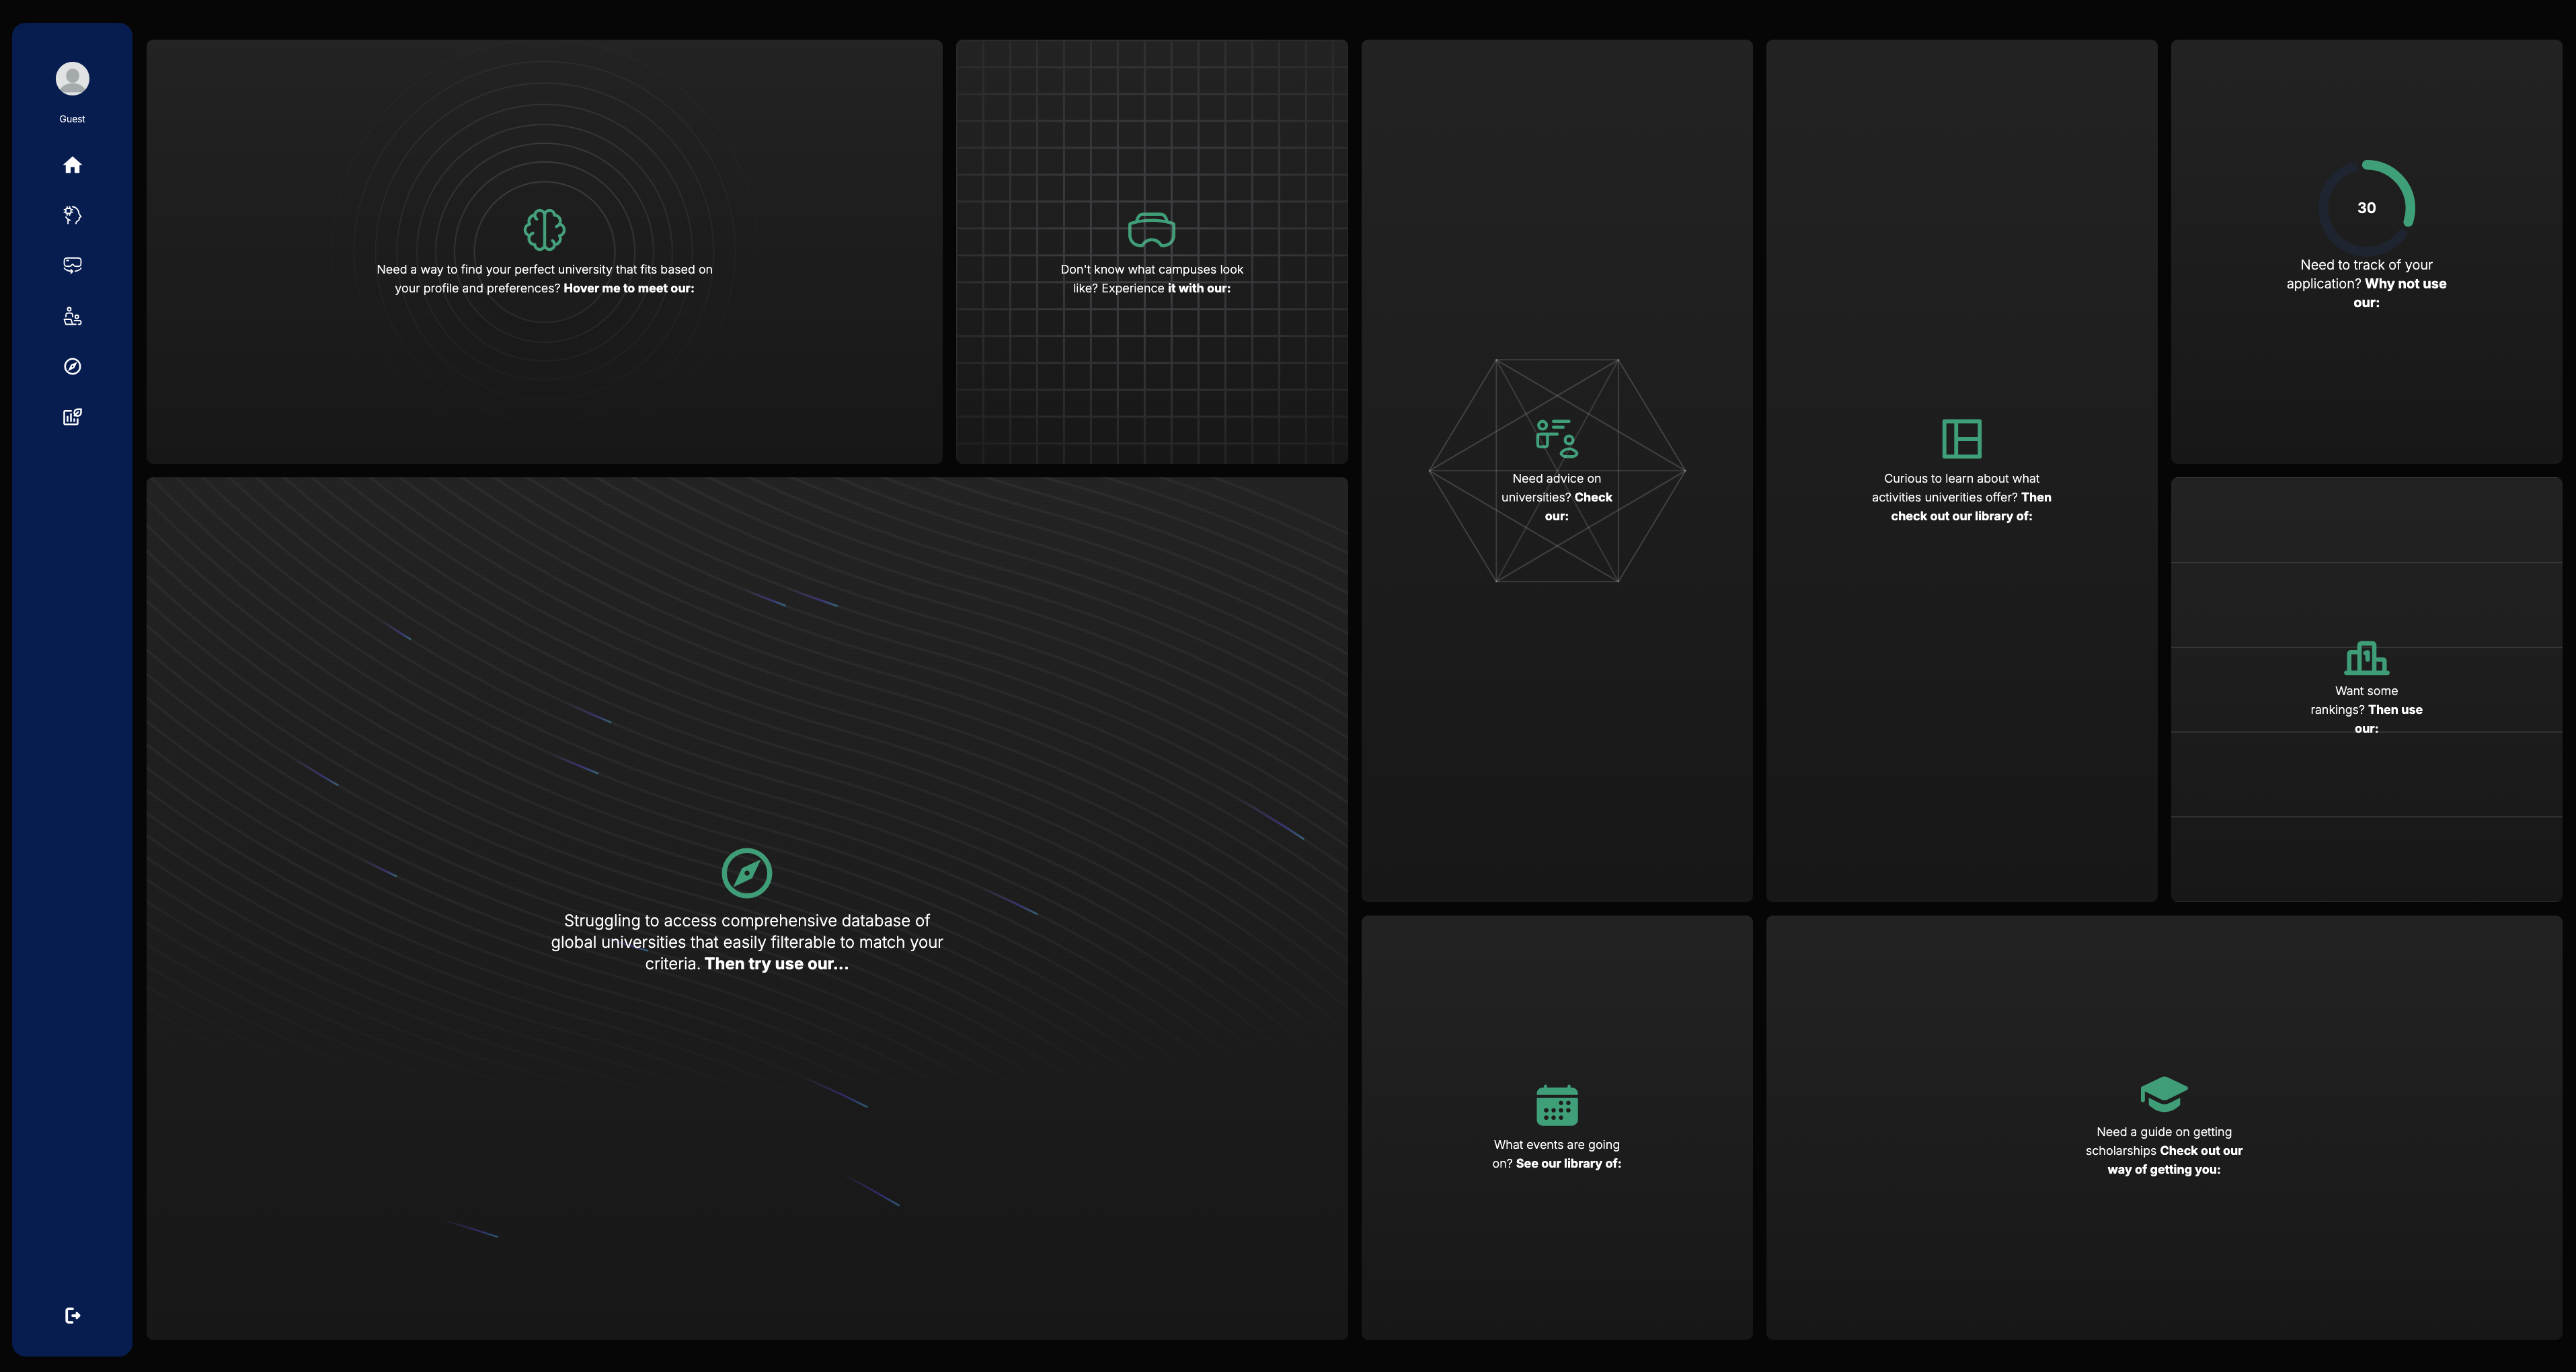 Guest
Need a way to find your perfect university that fits based on
your profile and preferences? Hover me to meet our:
Don't know what campuses look
like? Experience it with our:
Need advice on
universities? Check
our:
Curious to learn about what
activities univerities offer? Then
check out our library of:
30
Need to track of your
application? Why not use
our:
Want some
rankings? Then use
our:
Struggling to access comprehensive database of
global universities that easily filterable to match your
criteria. Then try use our...
What events are going
on? See our library of:
Need a guide on getting
scholarships Check out our
way of getting you: